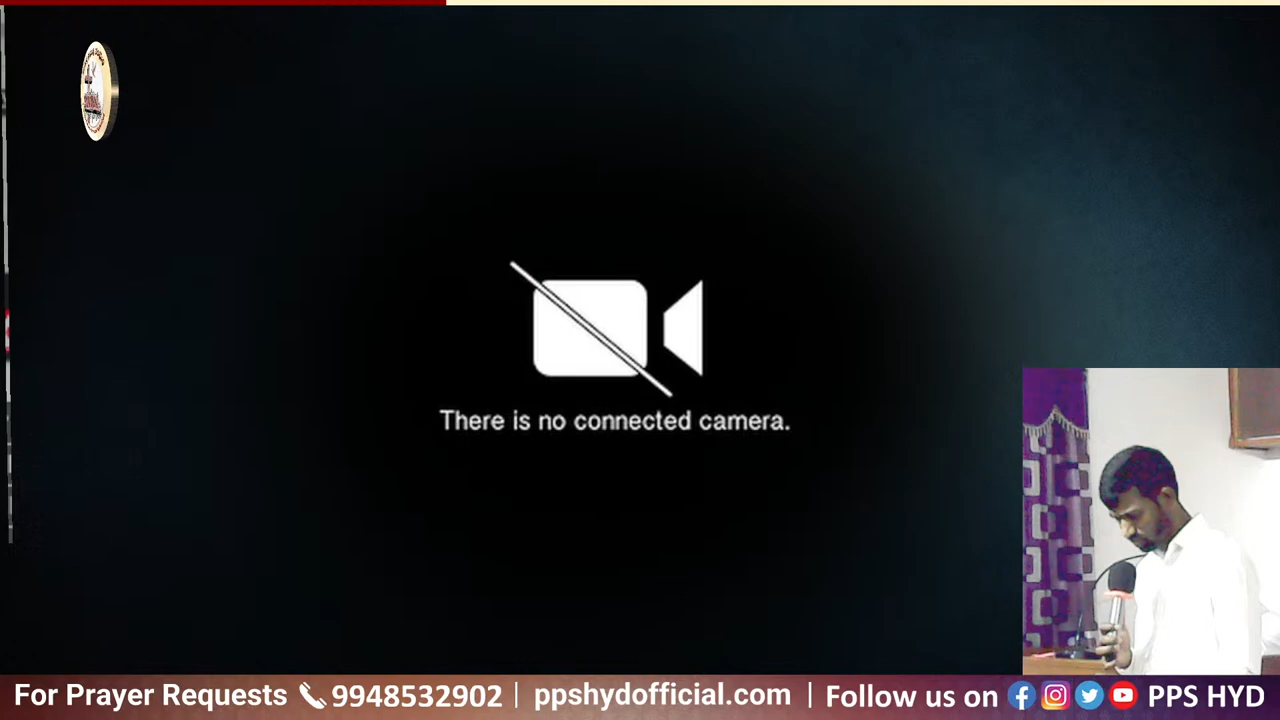 There is no connected camera.
For Prayer Requests 9948532902 | ppshydofficial.com | Follow us on PPS HYD